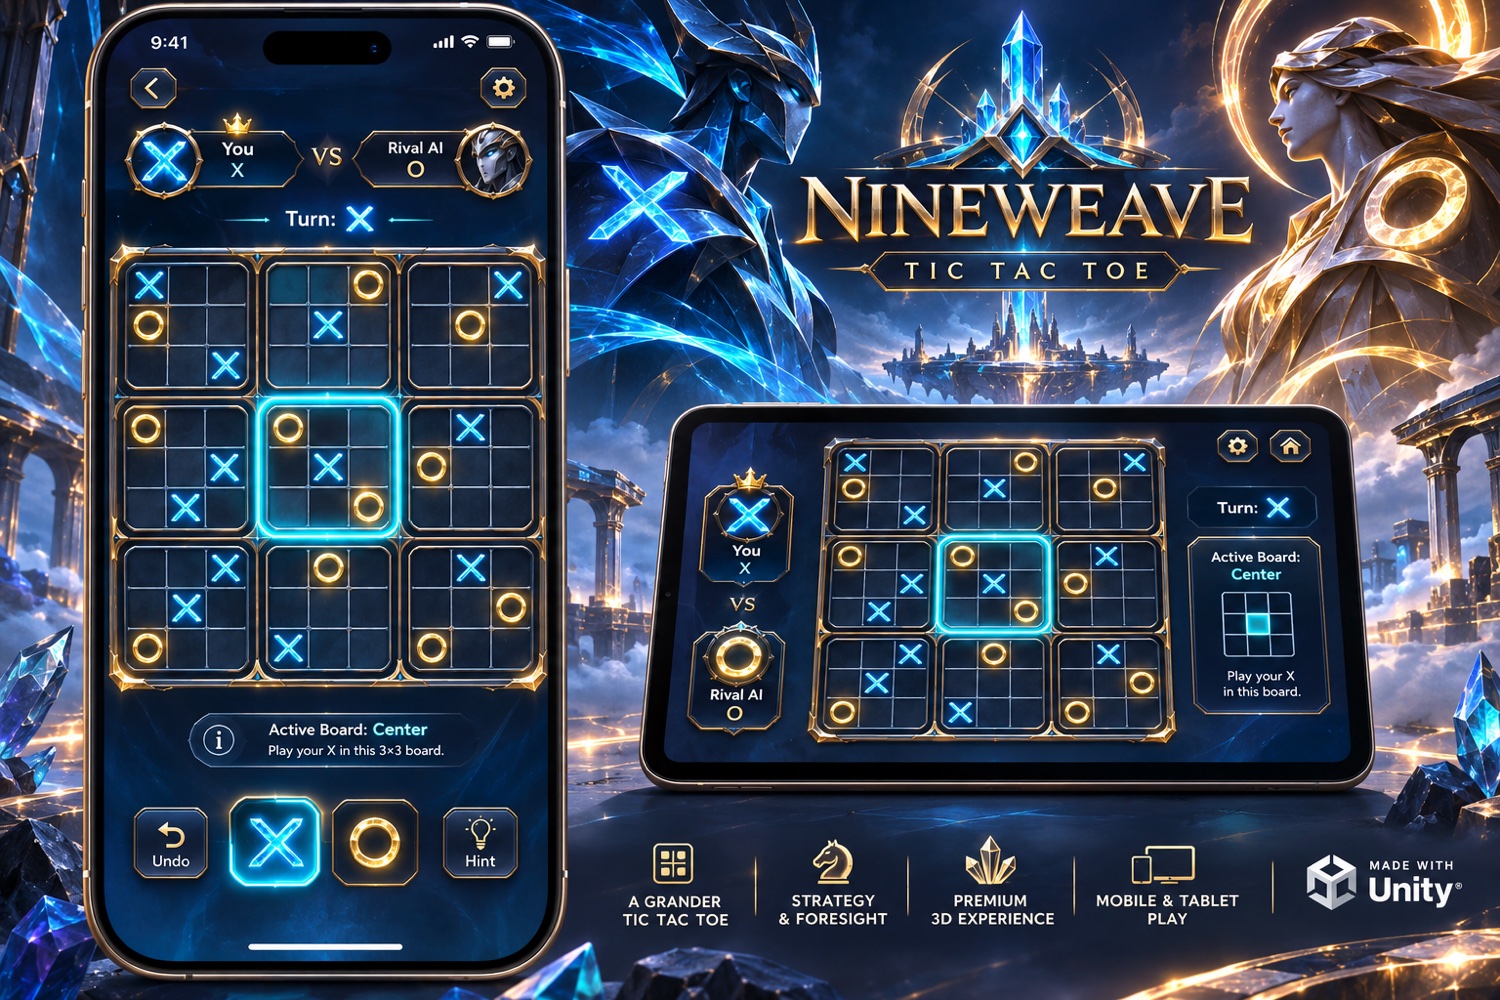 9:41
You
X
VS
Rival AI
O
Turn: X
Active Board: Center
Play your X in this 3×3 board.
Undo
Hint
NINEWEAVE
TIC TAC TOE
You
X
VS
Rival AI
O
Turn: X
Active Board:
Center
Play your X
in this board.
A GRANDER
TIC TAC TOE
STRATEGY
& FORESIGHT
PREMIUM
3D EXPERIENCE
MOBILE & TABLET
PLAY
MADE WITH
Unity®